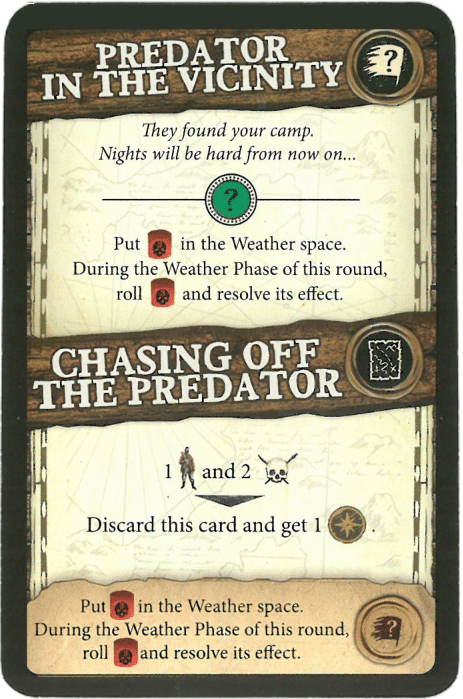 PREDATOR
IN THE VICINITY
?
They found your camp.
Nights will be hard from now on...
?
Put in the Weather space.
During the Weather Phase of this round,
roll and resolve its effect.
CHASING OFF
THE PREDATOR
1 and 2
Discard this card and get 1 .
Put in the Weather space.
During the Weather Phase of this round,
roll and resolve its effect.
?